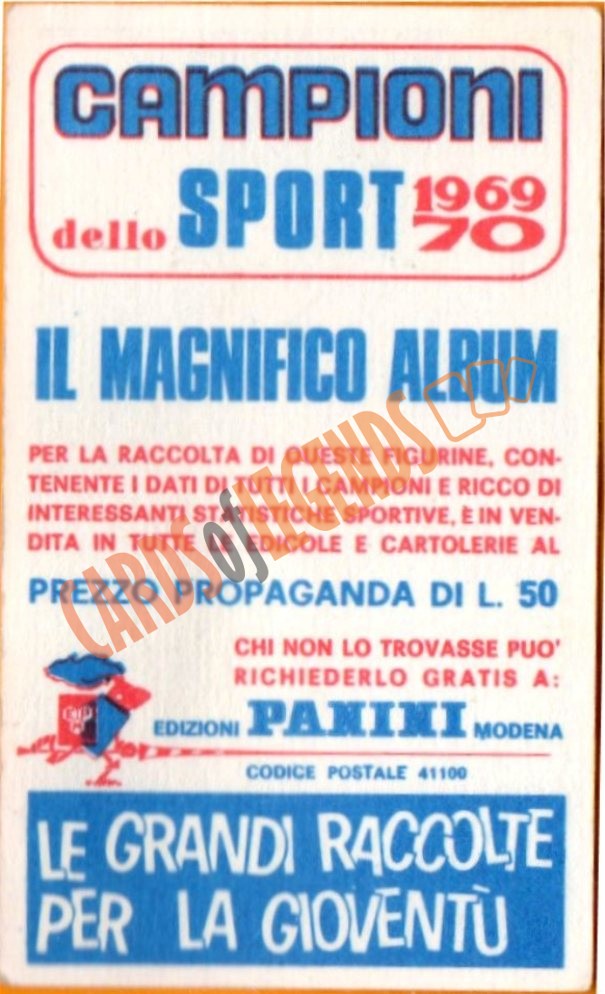 CAMPIONI
dello SPORT 1969 70
IL MAGNIFICO ALBUM
PER LA RACCOLTA DI QUESTE FIGURINE, CON-
TENENTE I DATI DI TUTTI I CAMPIONI E RICCO DI
INTERESSANTI STATISTICHE SPORTIVE, È IN VEN-
DITA IN TUTTE LE EDICOLE E CARTOLERIE AL
PREZZO PROPAGANDA DI L. 50
CARDS of LEGENDS
CHI NON LO TROVASSE PUO'
RICHIEDERLO GRATIS A:
EDIZIONI PANINI MODENA
CODICE POSTALE 41100
LE GRANDI RACCOLTE
PER LA GIOVENTÙ